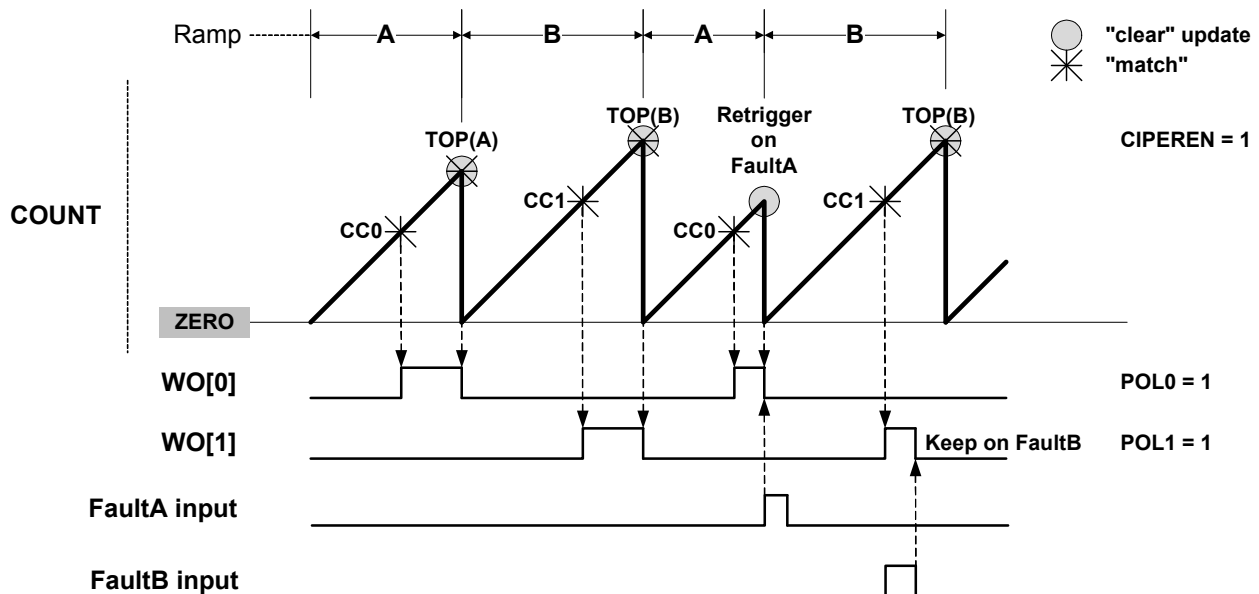 Ramp A B A B
"clear" update
"match"
TOP(A) TOP(B) Retrigger
on
FaultA TOP(B) CIPEREN = 1
COUNT
CC0 CC1 CC0 CC1
ZERO
WO[0] POL0 = 1
WO[1] Keep on FaultB POL1 = 1
FaultA input
FaultB input